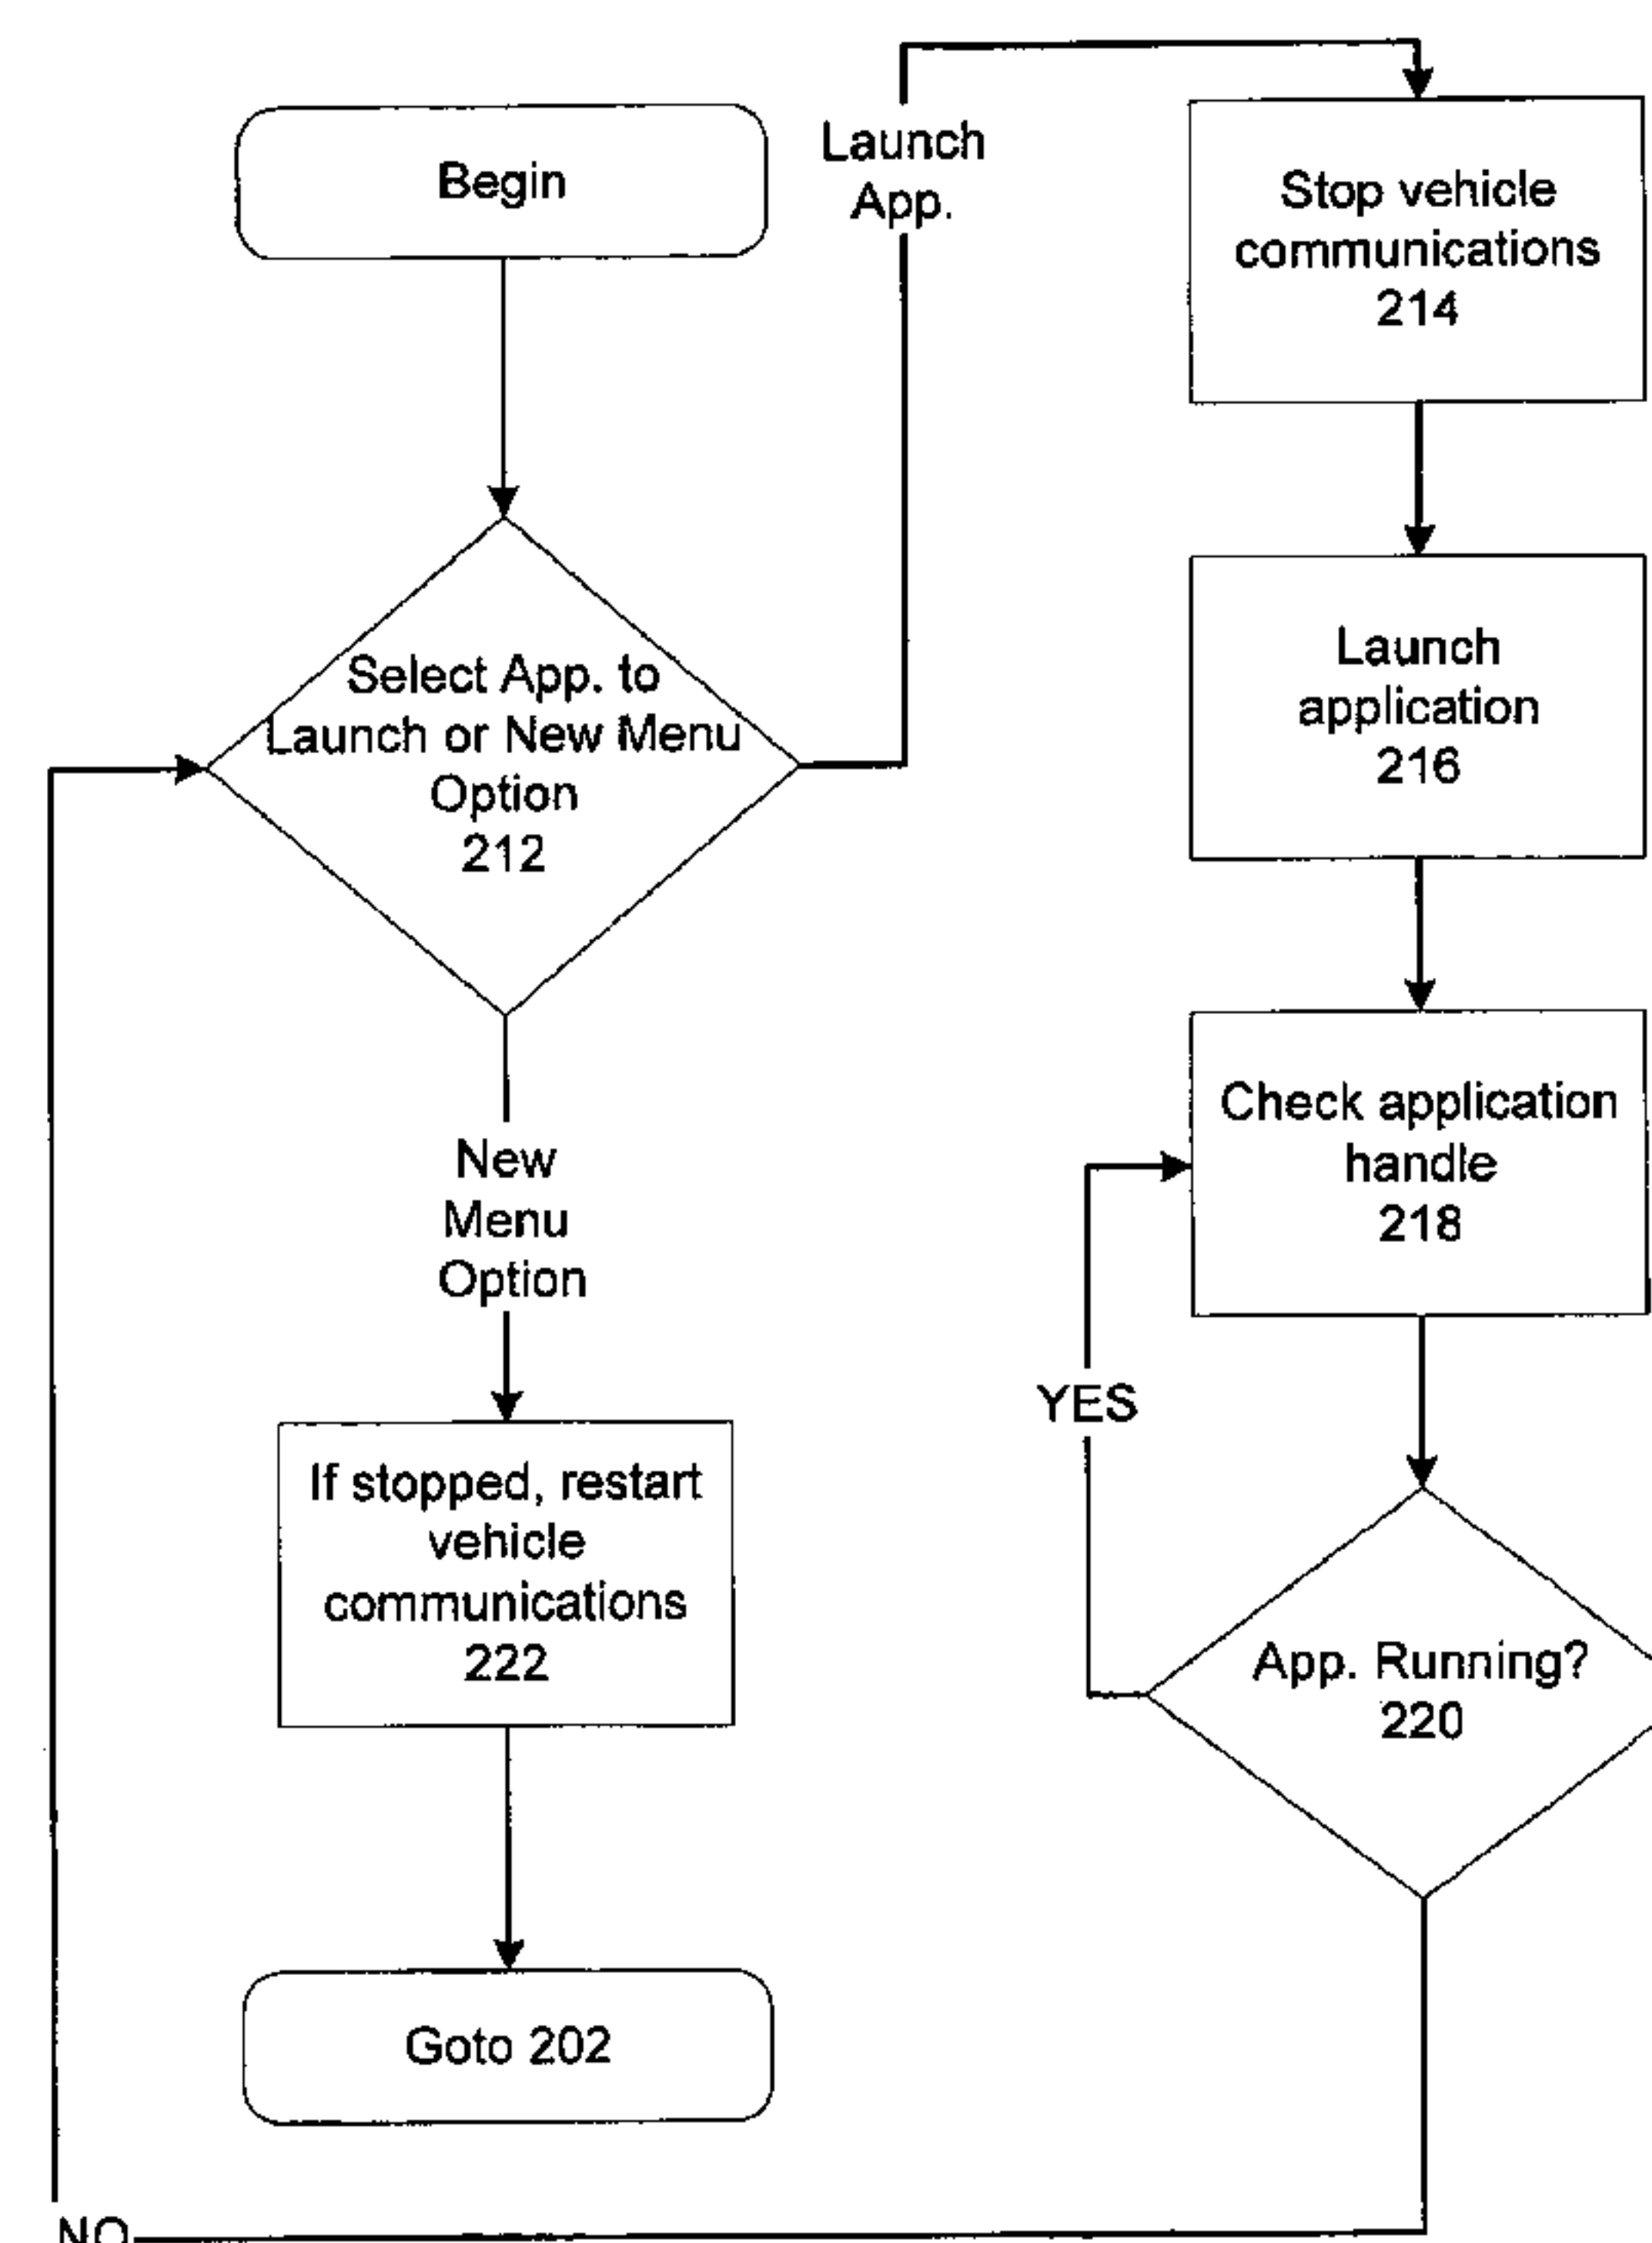 Begin
Launch
App.
Stop vehicle
communications
214
Select App. to
Launch or New Menu
Option
212
Launch
application
216
New
Menu
Option
Check application
handle
218
YES
If stopped, restart
vehicle
communications
222
App. Running?
220
Goto 202
NO